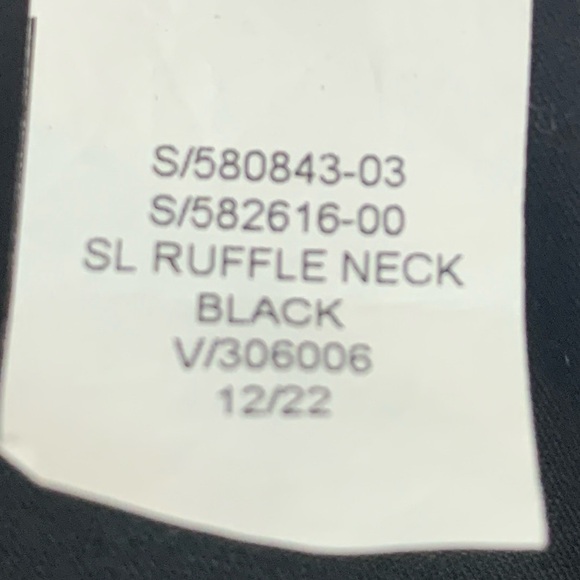 S/580843-03
S/582616-00
SL RUFFLE NECK
BLACK
V/306006
12/22